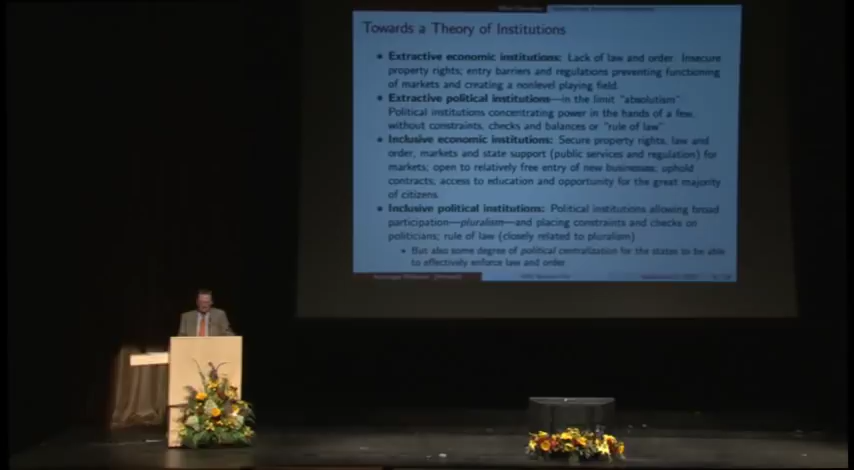 Towards a Theory of Institutions
• Extractive economic institutions: Lack of law and order. Insecure
property rights; entry barriers and regulations preventing functioning
of markets and creating a nonlevel playing field.
• Extractive political institutions—in the limit "absolutism"
Political institutions concentrating power in the hands of a few,
without constraints, checks and balances or "rule of law"
• Inclusive economic institutions: Secure property rights, law and
order, markets and state support (public services and regulation) for
markets; open to relatively free entry of new businesses; uphold
contracts; access to education and opportunity for the great majority
of citizens.
• Inclusive political institutions: Political institutions allowing broad
participation—pluralism—and placing constraints and checks on
politicians; rule of law (closely related to pluralism)
• But also some degree of political centralization for the states to be able
to effectively enforce law and order